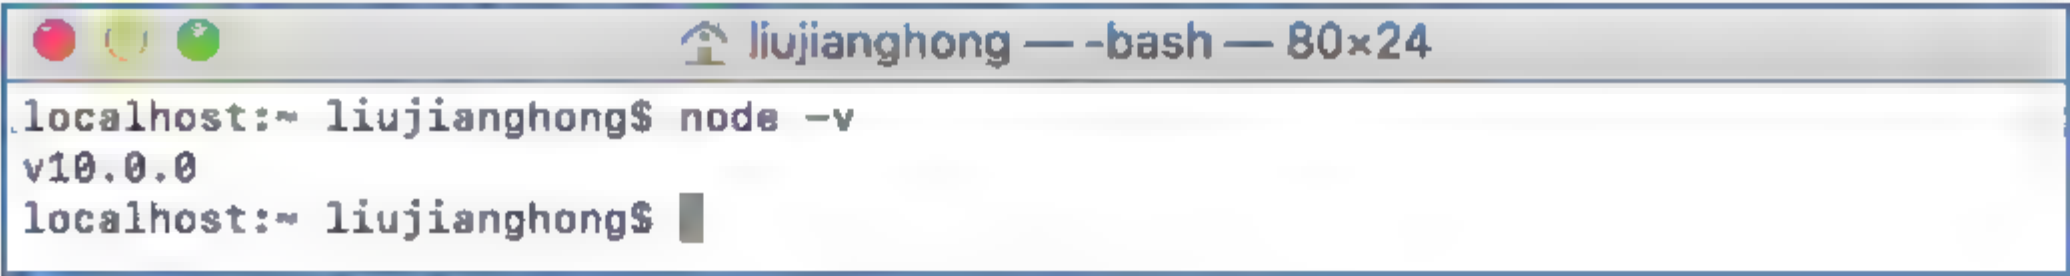 liujianghong — -bash — 80×24
localhost:~ liujianghong$ node -v
v10.0.0
localhost:~ liujianghong$